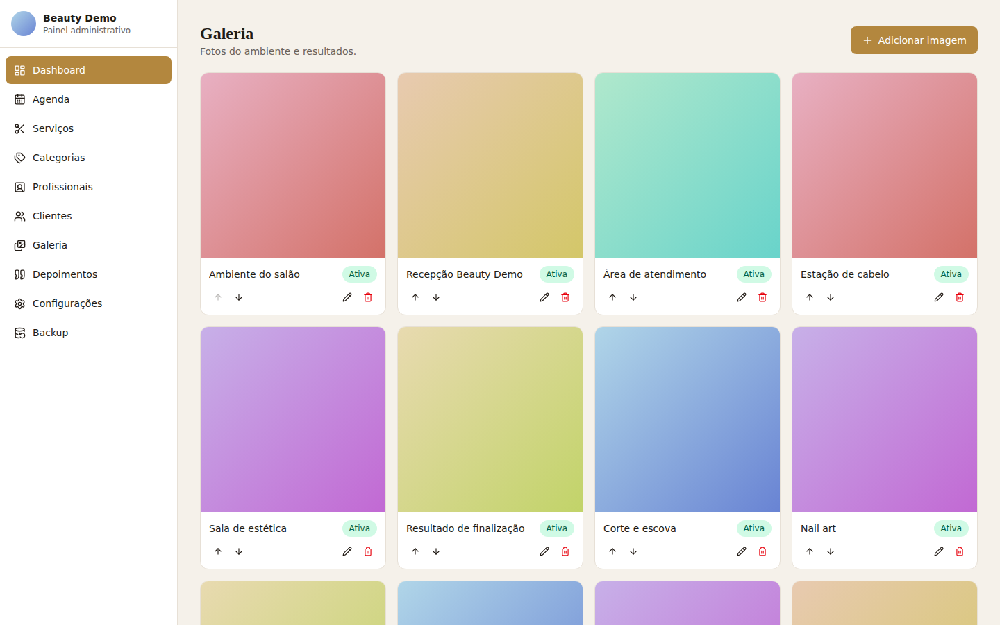 Beauty Demo
Painel administrativo
Dashboard
Agenda
Serviços
Categorias
Profissionais
Clientes
Galeria
Depoimentos
Configurações
Backup
Galeria
Fotos do ambiente e resultados.
Adicionar imagem
Ambiente do salão
Ativa
Recepção Beauty Demo
Ativa
Área de atendimento
Ativa
Estação de cabelo
Ativa
Sala de estética
Ativa
Resultado de finalização
Ativa
Corte e escova
Ativa
Nail art
Ativa